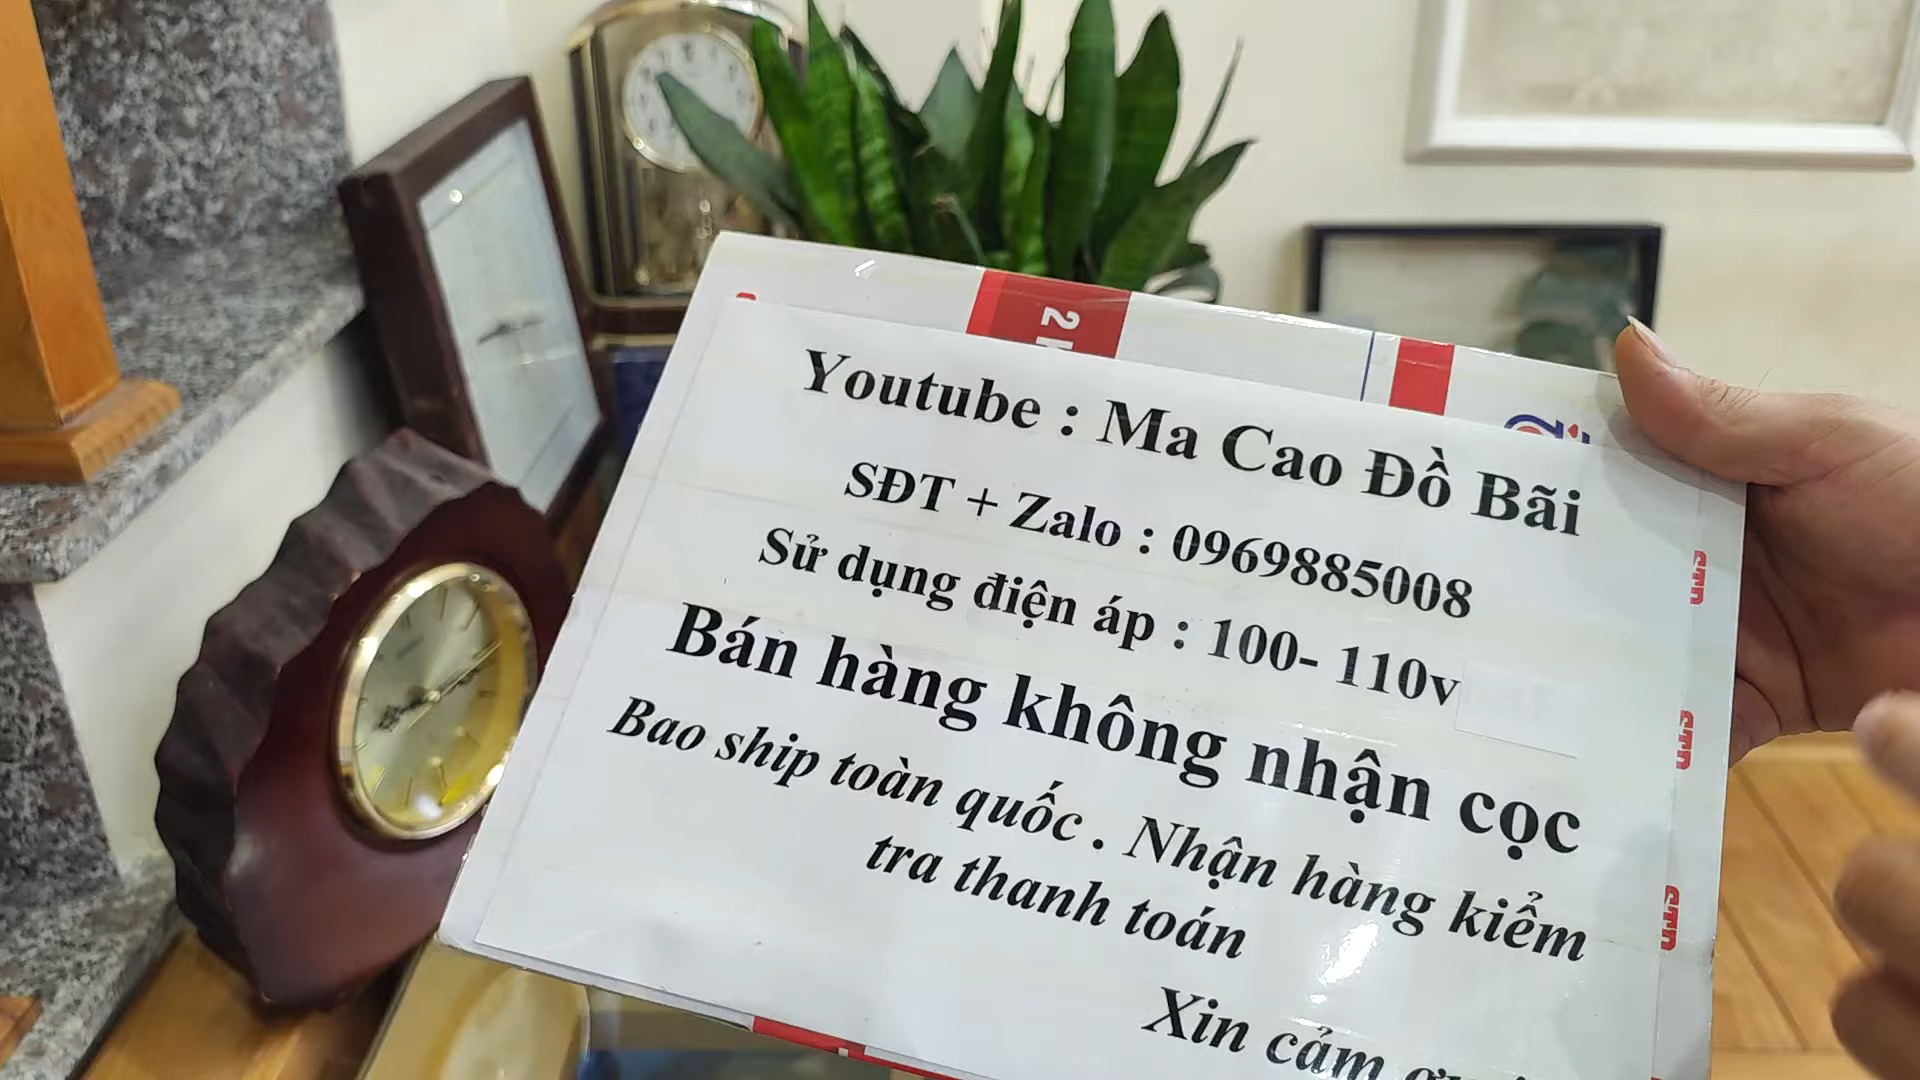 Youtube : Ma Cao Đồ Bãi
SĐT + Zalo : 0969885008
Sử dụng điện áp : 100- 110v
Bán hàng không nhận cọc
Bao ship toàn quốc . Nhận hàng kiểm
tra thanh toán
Xin cảm
2